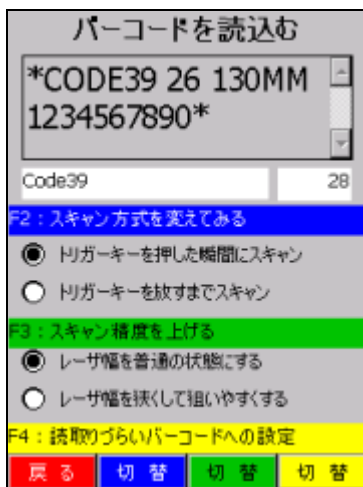 バーコードを読込む
*CODE39 26 130MM
1234567890*
Code39 28
F2：スキャン方式を変えてみる
トリガーキーを押した瞬間にスキャン
トリガーキーを放すまでスキャン
F3：スキャン精度を上げる
レーザ幅を普通の状態にする
レーザ幅を狭くして狙いやすくする
F4：読取りづらいバーコードへの設定
戻る 切替 切替 切替